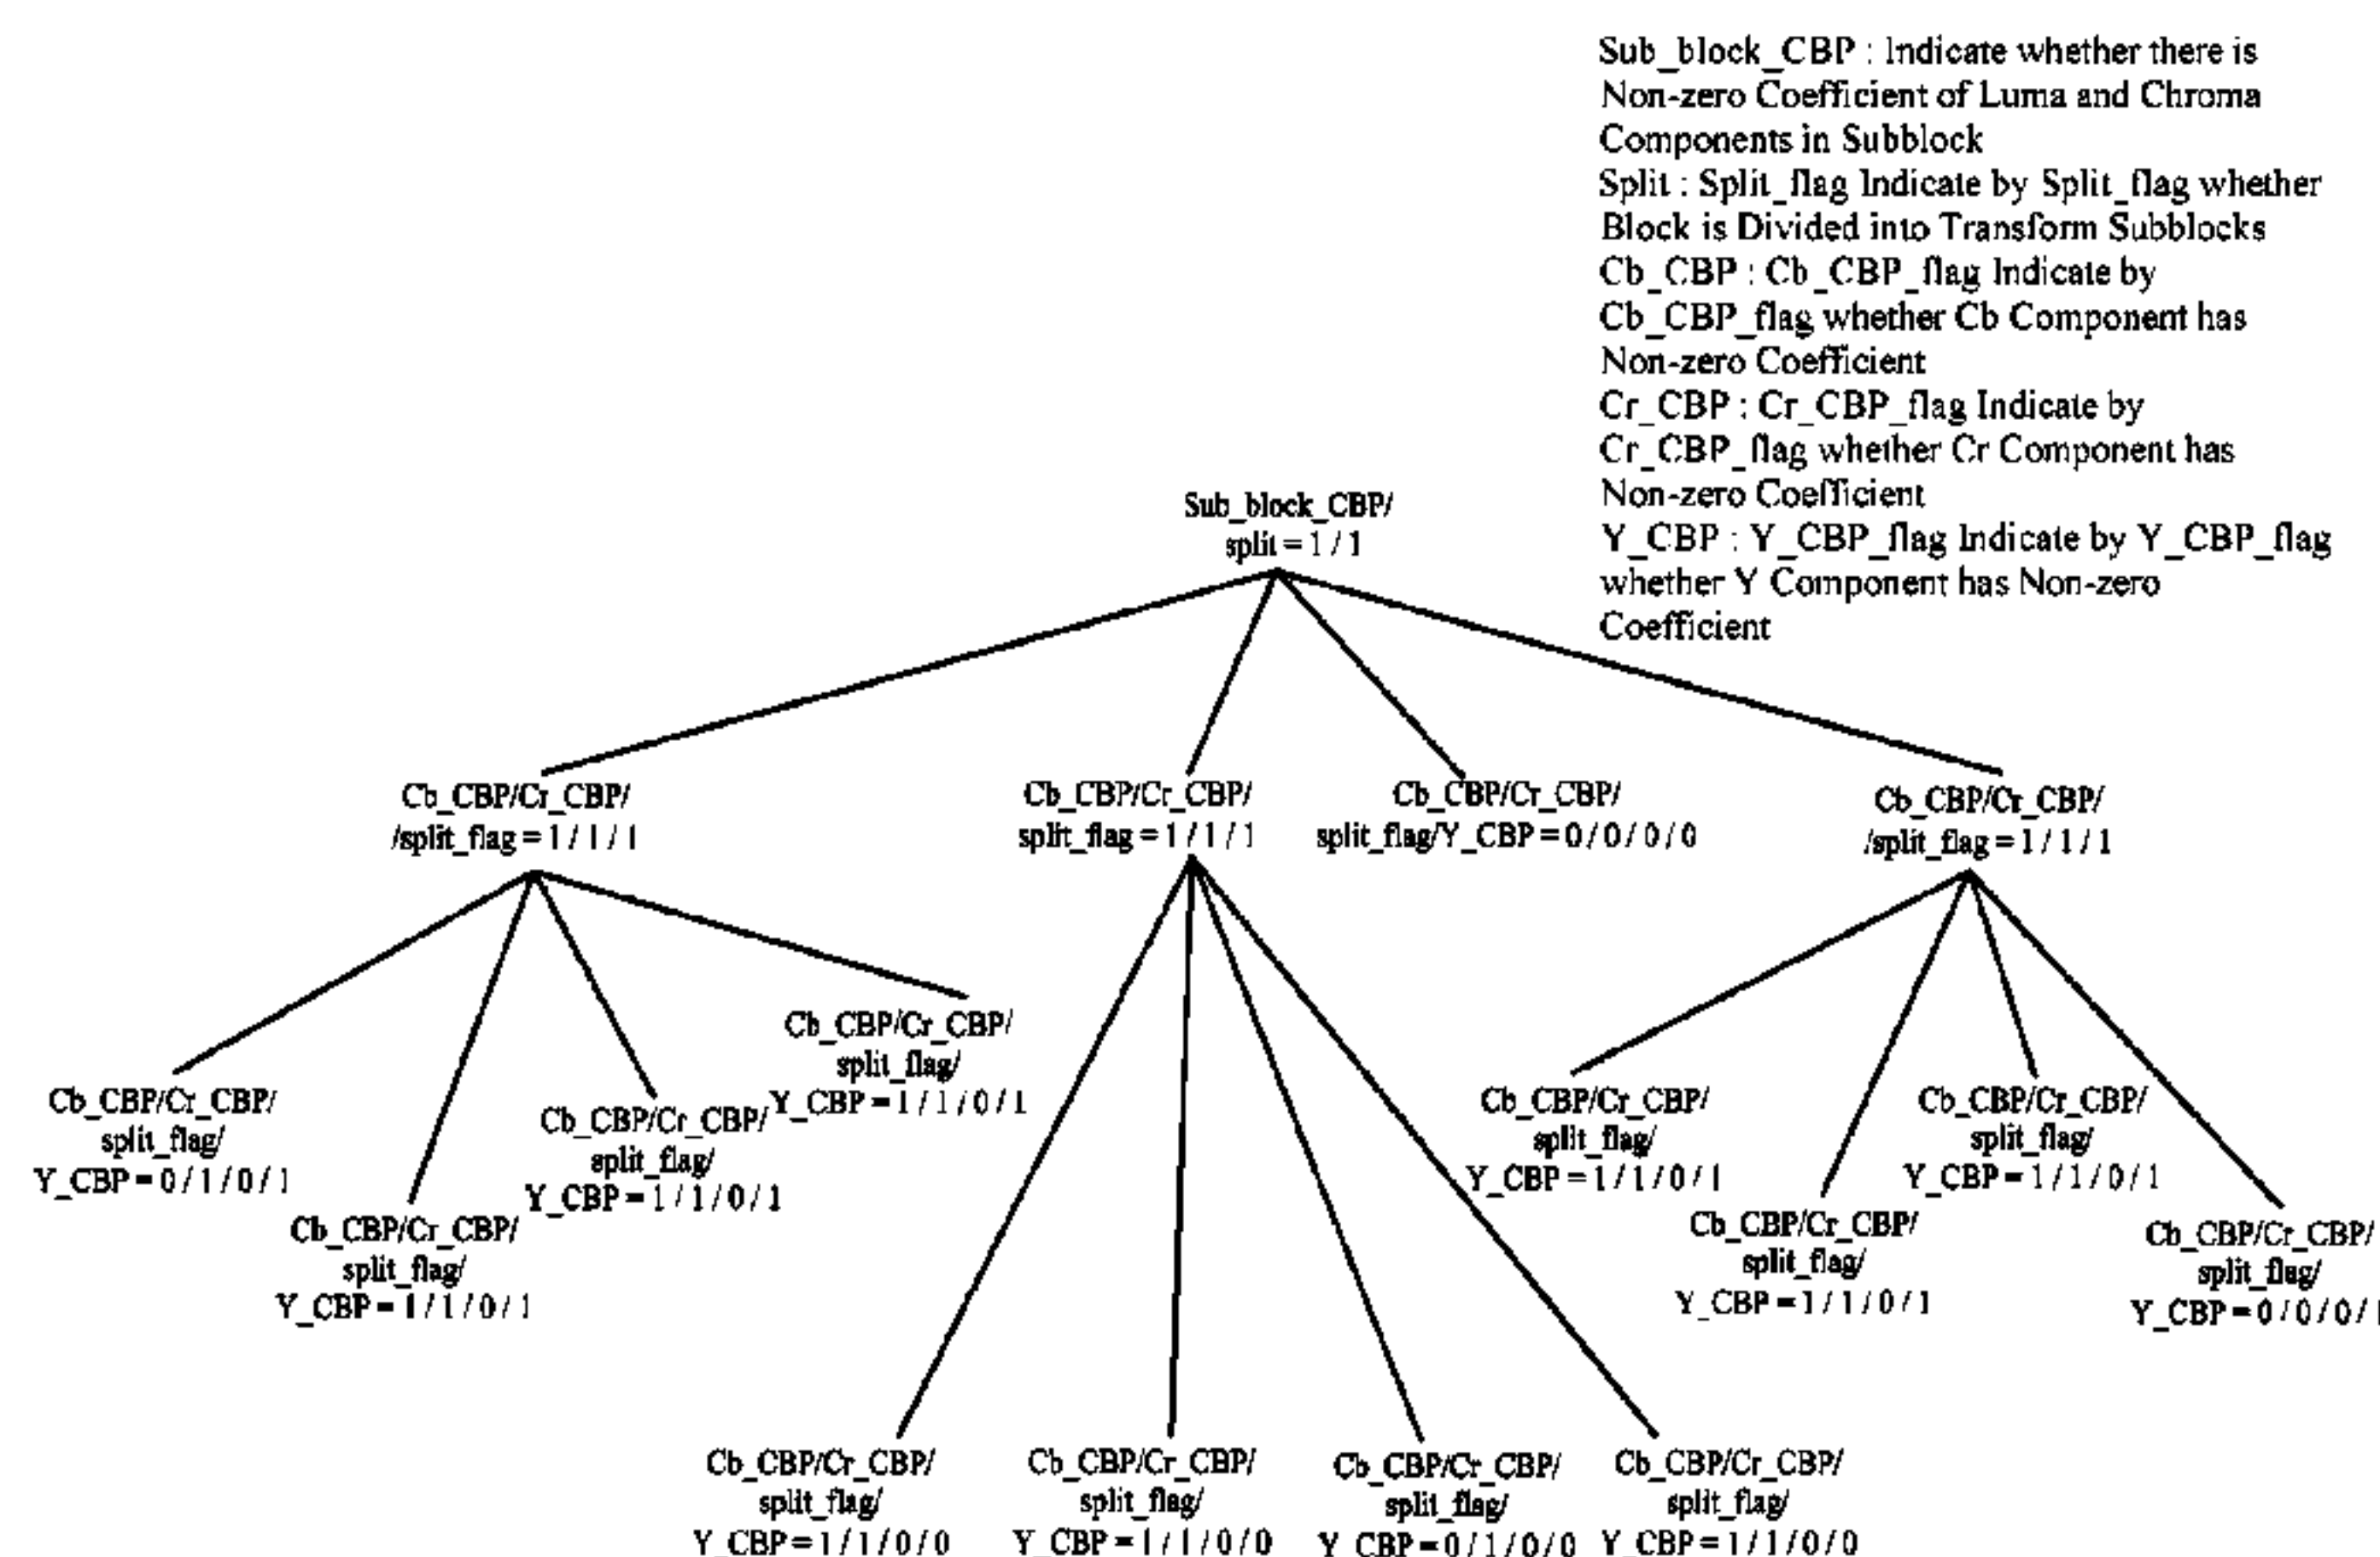 Sub_block_CBP : Indicate whether there is
Non-zero Coefficient of Luma and Chroma
Components in Subblock
Split : Split_flag Indicate by Split_flag whether
Block is Divided into Transform Subblocks
Cb_CBP : Cb_CBP_flag Indicate by
Cb_CBP_flag whether Cb Component has
Non-zero Coefficient
Cr_CBP : Cr_CBP_flag Indicate by
Cr_CBP_flag whether Cr Component has
Non-zero Coefficient
Y_CBP : Y_CBP_flag Indicate by Y_CBP_flag
whether Y Component has Non-zero
Coefficient
Sub_block_CBP/
split = 1 / 1
Cb_CBP/Cr_CBP/
/split_flag = 1 / 1 / 1
Cb_CBP/Cr_CBP/
split_flag = 1 / 1 / 1
Cb_CBP/Cr_CBP/
split_flag/Y_CBP = 0 / 0 / 0 / 0
Cb_CBP/Cr_CBP/
/split_flag = 1 / 1 / 1
Cb_CBP/Cr_CBP/
split_flag/
Y_CBP = 0 / 1 / 0 / 1
Cb_CBP/Cr_CBP/
split_flag/
Y_CBP = 1 / 1 / 0 / 1
Cb_CBP/Cr_CBP/
split_flag/
Y_CBP = 1 / 1 / 0 / 1
Cb_CBP/Cr_CBP/
split_flag/
Y_CBP = 1 / 1 / 0 / 1
Cb_CBP/Cr_CBP/
split_flag/
Y_CBP = 1 / 1 / 0 / 0
Cb_CBP/Cr_CBP/
split_flag/
Y_CBP = 1 / 1 / 0 / 0
Cb_CBP/Cr_CBP/
split_flag/
Y_CBP = 0 / 1 / 0 / 0
Cb_CBP/Cr_CBP/
split_flag/
Y_CBP = 1 / 1 / 0 / 0
Cb_CBP/Cr_CBP/
split_flag/
Y_CBP = 1 / 1 / 0 / 1
Cb_CBP/Cr_CBP/
split_flag/
Y_CBP = 1 / 1 / 0 / 1
Cb_CBP/Cr_CBP/
split_flag/
Y_CBP = 1 / 1 / 0 / 1
Cb_CBP/Cr_CBP/
split_flag/
Y_CBP = 0 / 0 / 0 /